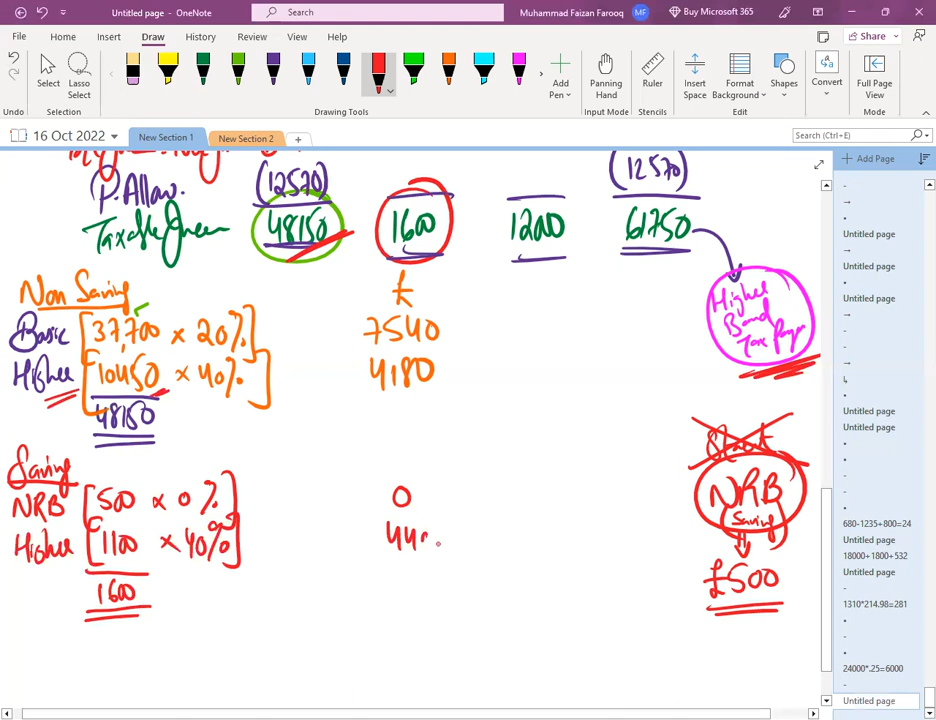 Untitled page - OneNote
Search
Muhammad Faizan Farooq MF
Buy Microsoft 365
File Home Insert Draw History Review View Help
Share
Undo
Select
Lasso Select
Add Pen
Panning Hand
Ruler
Insert Space
Format Background
Shapes
Convert
Full Page View
Undo Selection Drawing Tools Input Mode Stencils Edit Mode
16 Oct 2022
New Section 1
New Section 2
Search (Ctrl+E)
Add Page
P.Allow. (12570) (12570)
Taxable Income 48150 1600 1200 61750
Higher
Band
Tax payer
Non Saving £
Basic [37,700 x 20%] 7540
Higher [10450 x 40%] 4180
48150
Start
NRB
Saving
£500
Saving
NRB [500 x 0%] 0
Higher [1100 x 40%] 44
1600
Untitled page
Untitled page
Untitled page
Untitled page
Untitled page
680-1235+800=24
18000+1800+532
Untitled page
1310*214.98=281
Untitled page
24000*.25=6000
Untitled page